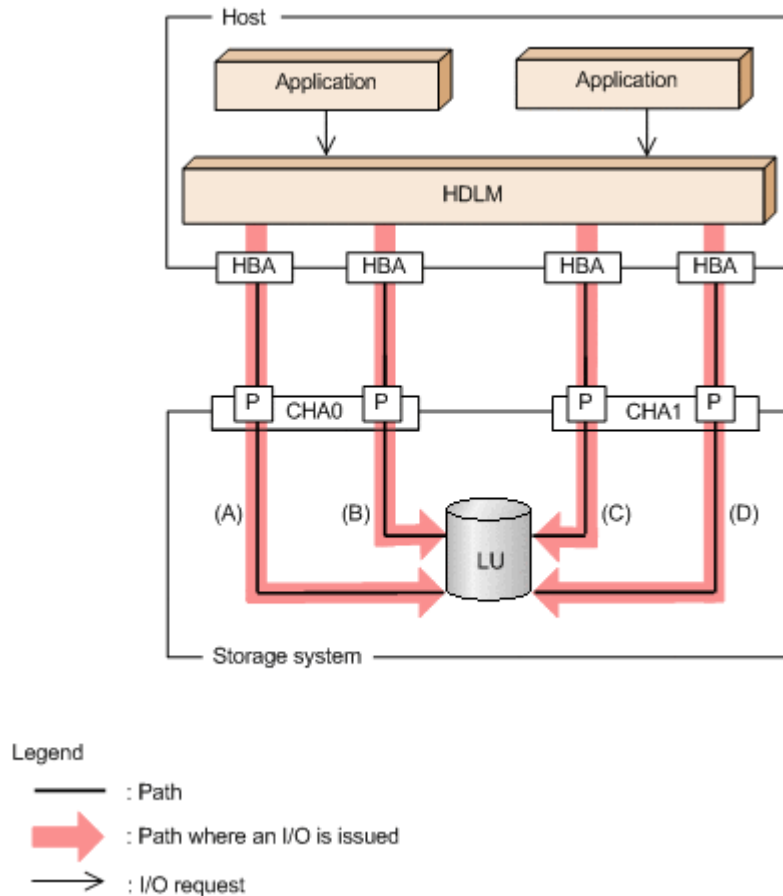 Host
Application
Application
HDLM
HBA
HBA
HBA
HBA
P
CHA0
P
P
CHA1
P
(A)
(B)
(C)
(D)
LU
Storage system
Legend
: Path
: Path where an I/O is issued
: I/O request